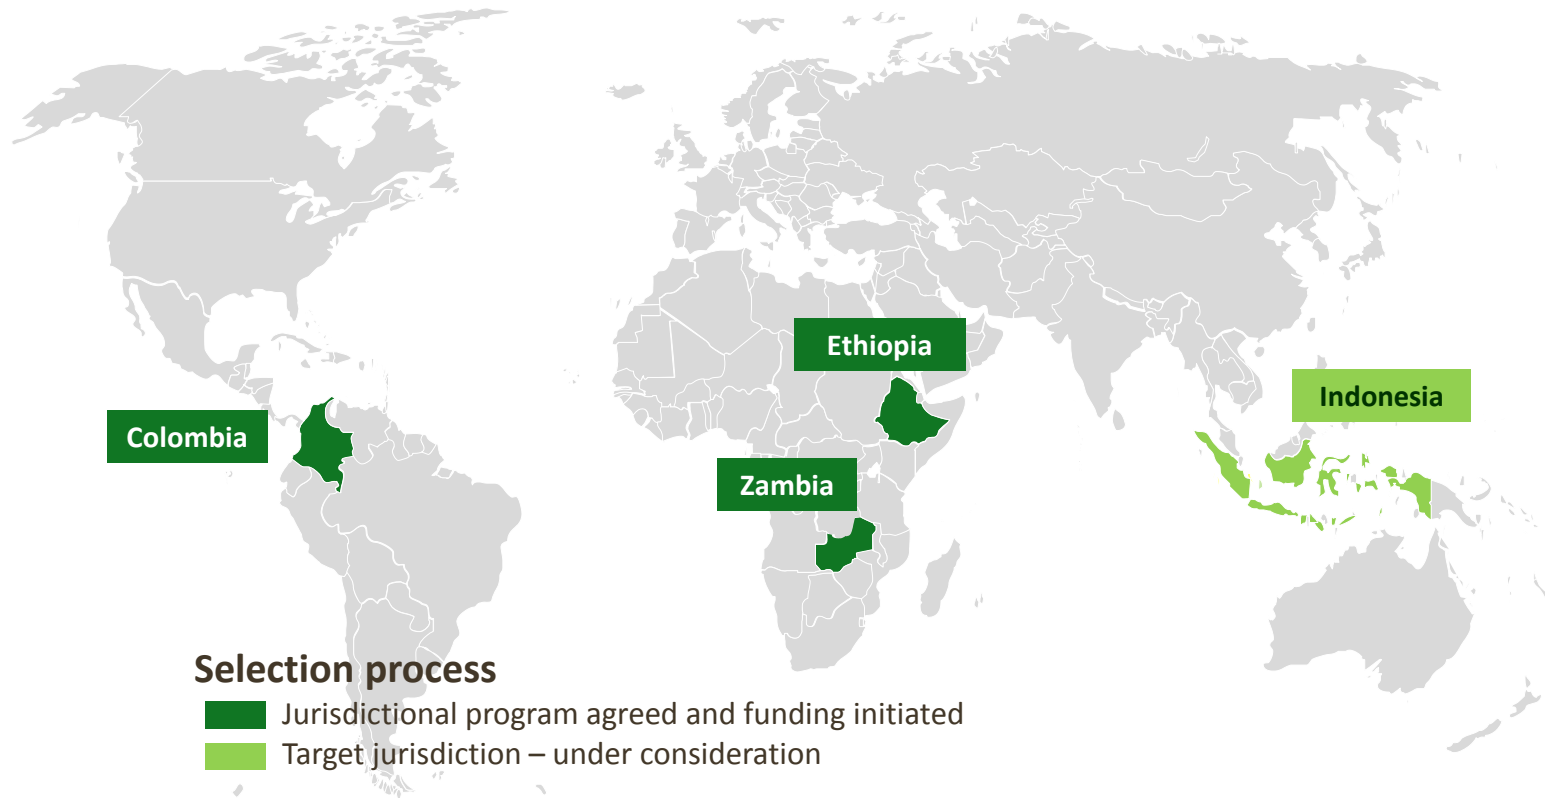 Ethiopia
Indonesia
Colombia
Zambia
Selection process
Jurisdictional program agreed and funding initiated
Target jurisdiction – under consideration